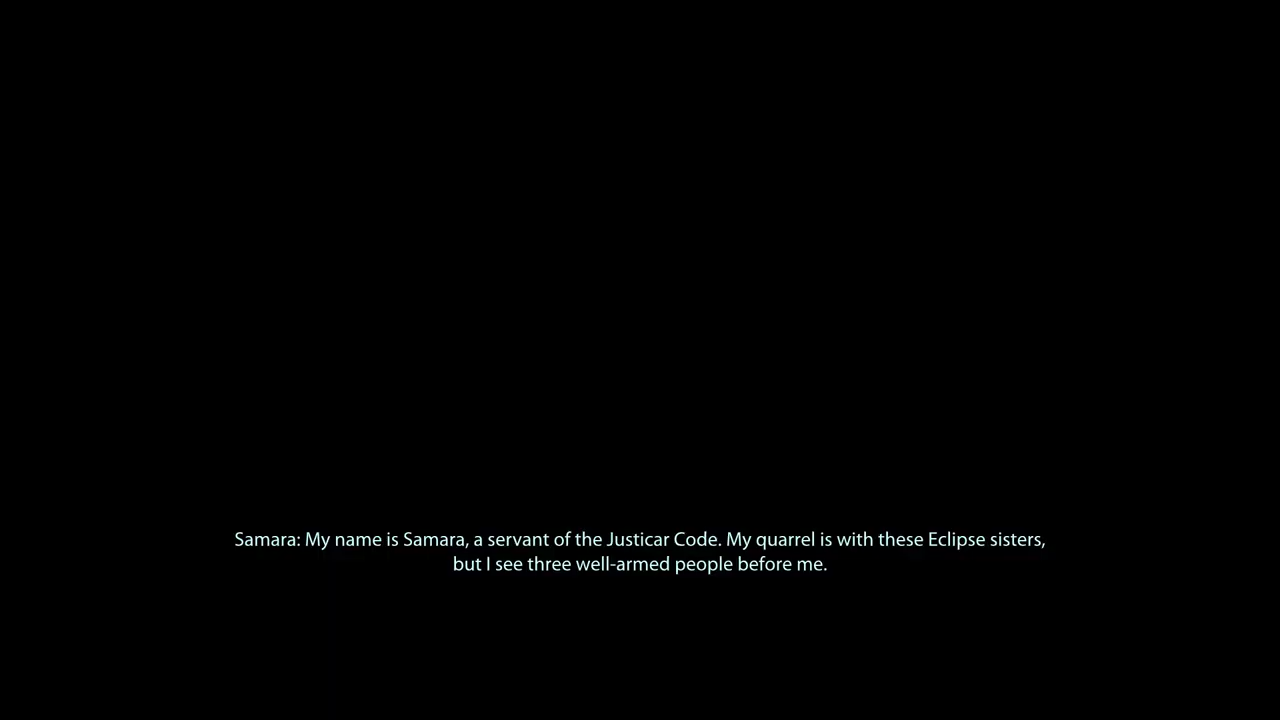 Samara: My name is Samara, a servant of the Justicar Code. My quarrel is with these Eclipse sisters,
but I see three well-armed people before me.